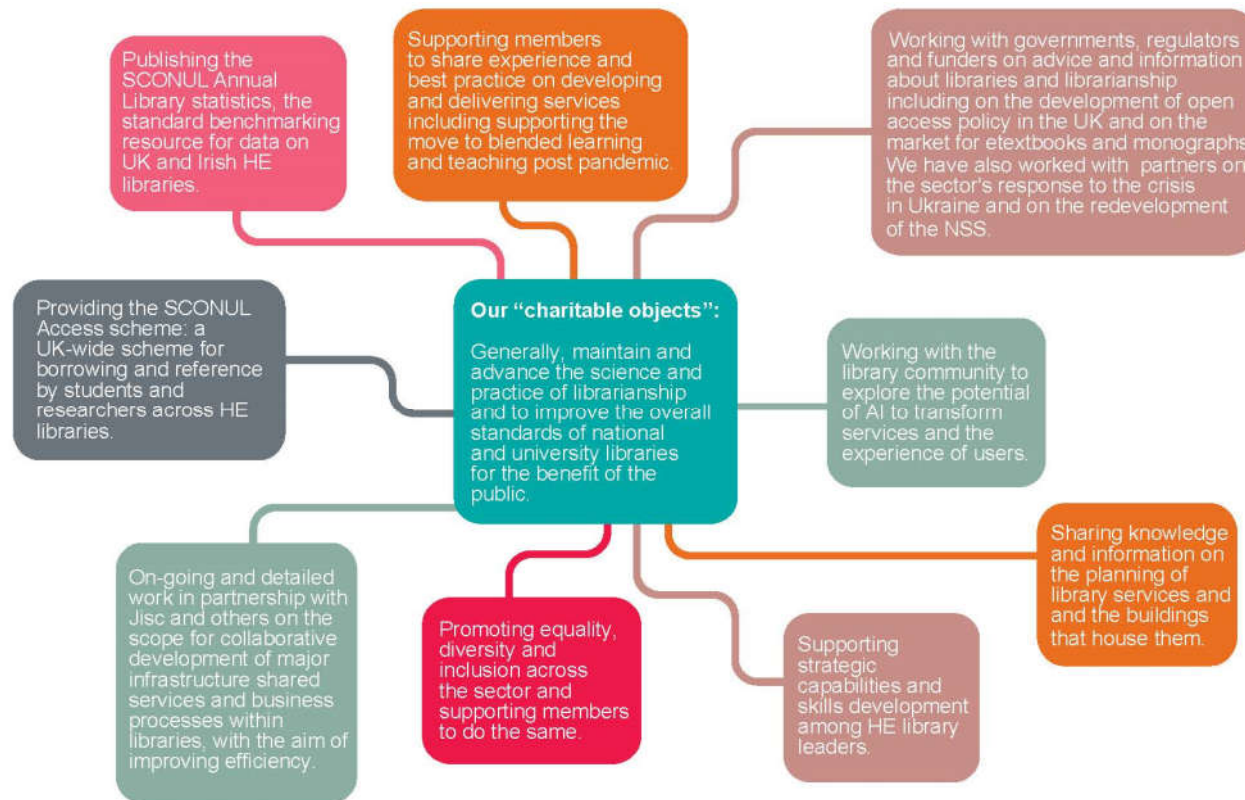 Publishing the
SCONUL Annual
Library statistics, the
standard benchmarking
resource for data on
UK and Irish HE
libraries.
Supporting members
to share experience and
best practice on developing
and delivering services
including supporting the
move to blended learning
and teaching post pandemic.
Working with governments, regulators
and funders on advice and information
about libraries and librarianship
including on the development of open
access policy in the UK and on the
market for etextbooks and monographs
We have also worked with partners on
the sector's response to the crisis
in Ukraine and on the redevelopment
of the NSS.
Providing the SCONUL
Access scheme: a
UK-wide scheme for
borrowing and reference
by students and
researchers across HE
libraries.
Our “charitable objects”:
Generally, maintain and
advance the science and
practice of librarianship
and to improve the overall
standards of national
and university libraries
for the benefit of the
public.
Working with the
library community to
explore the potential
of AI to transform
services and the
experience of users.
On-going and detailed
work in partnership with
Jisc and others on the
scope for collaborative
development of major
infrastructure shared
services and business
processes within
libraries, with the aim of
improving efficiency.
Promoting equality,
diversity and
inclusion across
the sector and
supporting members
to do the same.
Supporting
strategic
capabilities and
skills development
among HE library
leaders.
Sharing knowledge
and information on
the planning of
library services and
and the buildings
that house them.